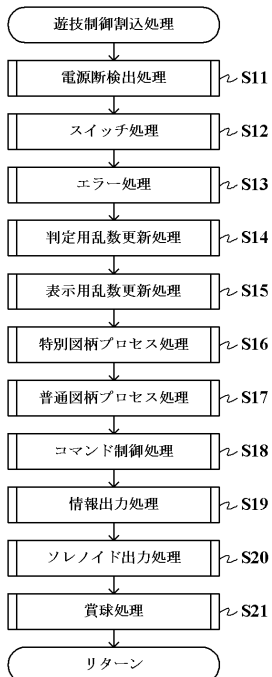 遊技制御割込処理
電源断検出処理 S11
スイッチ処理 S12
エラー処理 S13
判定用乱数更新処理 S14
表示用乱数更新処理 S15
特別図柄プロセス処理 S16
普通図柄プロセス処理 S17
コマンド制御処理 S18
情報出力処理 S19
ソレノイド出力処理 S20
賞球処理 S21
リターン